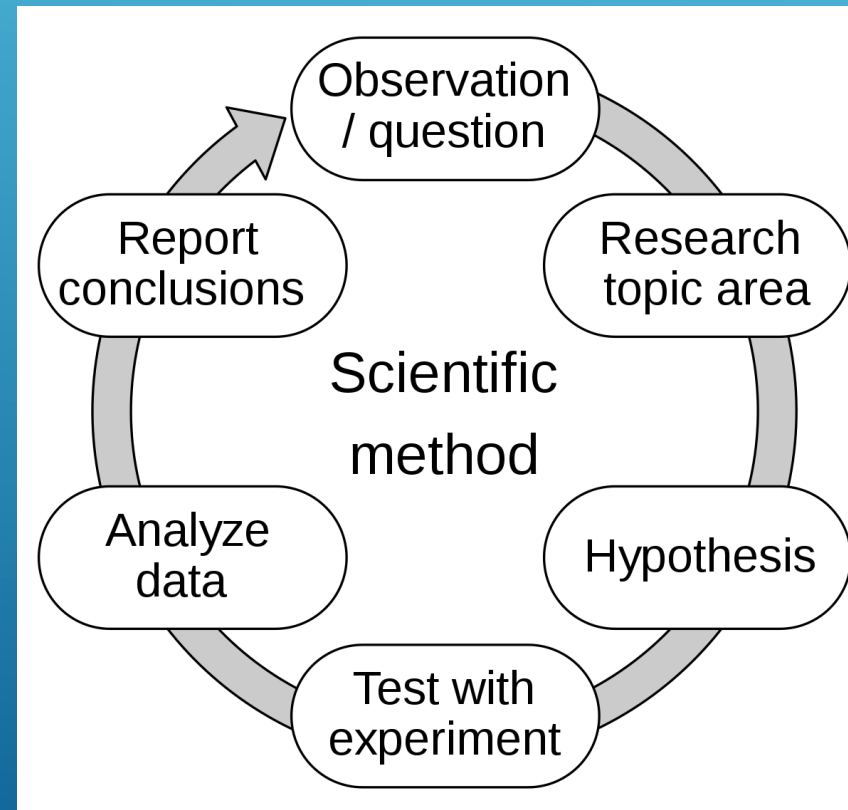 Observation
/ question
Research
topic area
Hypothesis
Test with
experiment
Analyze
data
Report
conclusions
Scientific
method